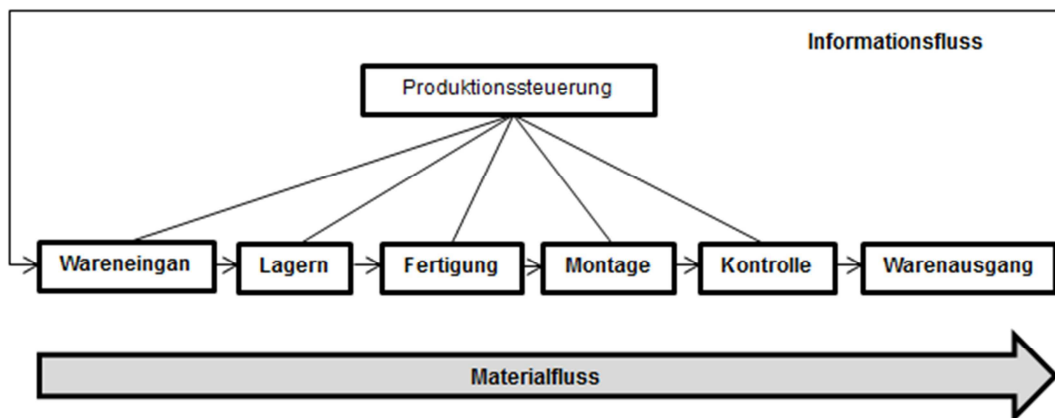 Informationsfluss
Produktionssteuerung
Wareneingan
Lagern
Fertigung
Montage
Kontrolle
Warenausgang
Materialfluss